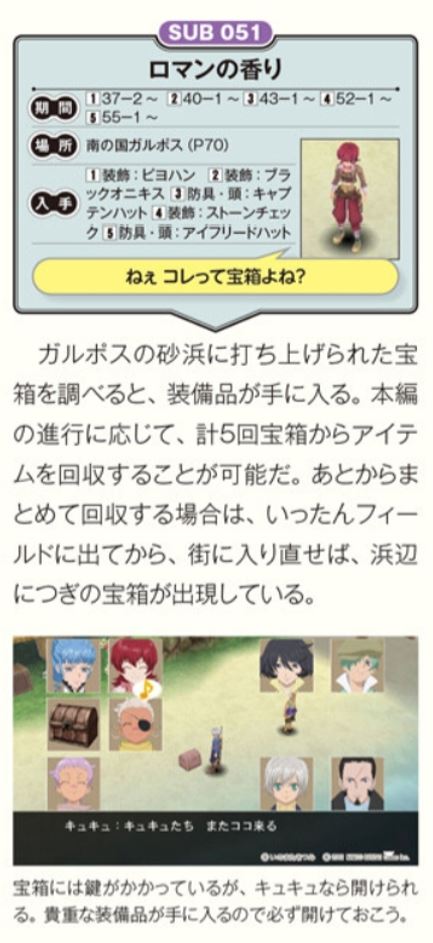 SUB 051
ロマンの香り
期間
1 37−2～ 2 40−1～ 3 43−1～ 4 52−1～
5 55−1～
場所
南の国ガルポス（P70）
入手
1 装飾：ピヨハン 2 装飾：ブラ
ックオニキス 3 防具・頭：キャプ
テンハット 4 装飾：ストーンチェッ
ク 5 防具・頭：アイフリードハット
ねぇ コレって宝箱よね？
ガルポスの砂浜に打ち上げられた宝
箱を調べると、装備品が手に入る。本編
の進行に応じて、計5回宝箱からアイテ
ムを回収することが可能だ。あとからま
とめて回収する場合は、いったんフィー
ルドに出てから、街に入り直せば、浜辺
につぎの宝箱が出現している。
キュキュ：キュキュたち またココ来る
宝箱には鍵がかかっているが、キュキュなら開けられ
る。貴重な装備品が手に入るので必ず開けておこう。